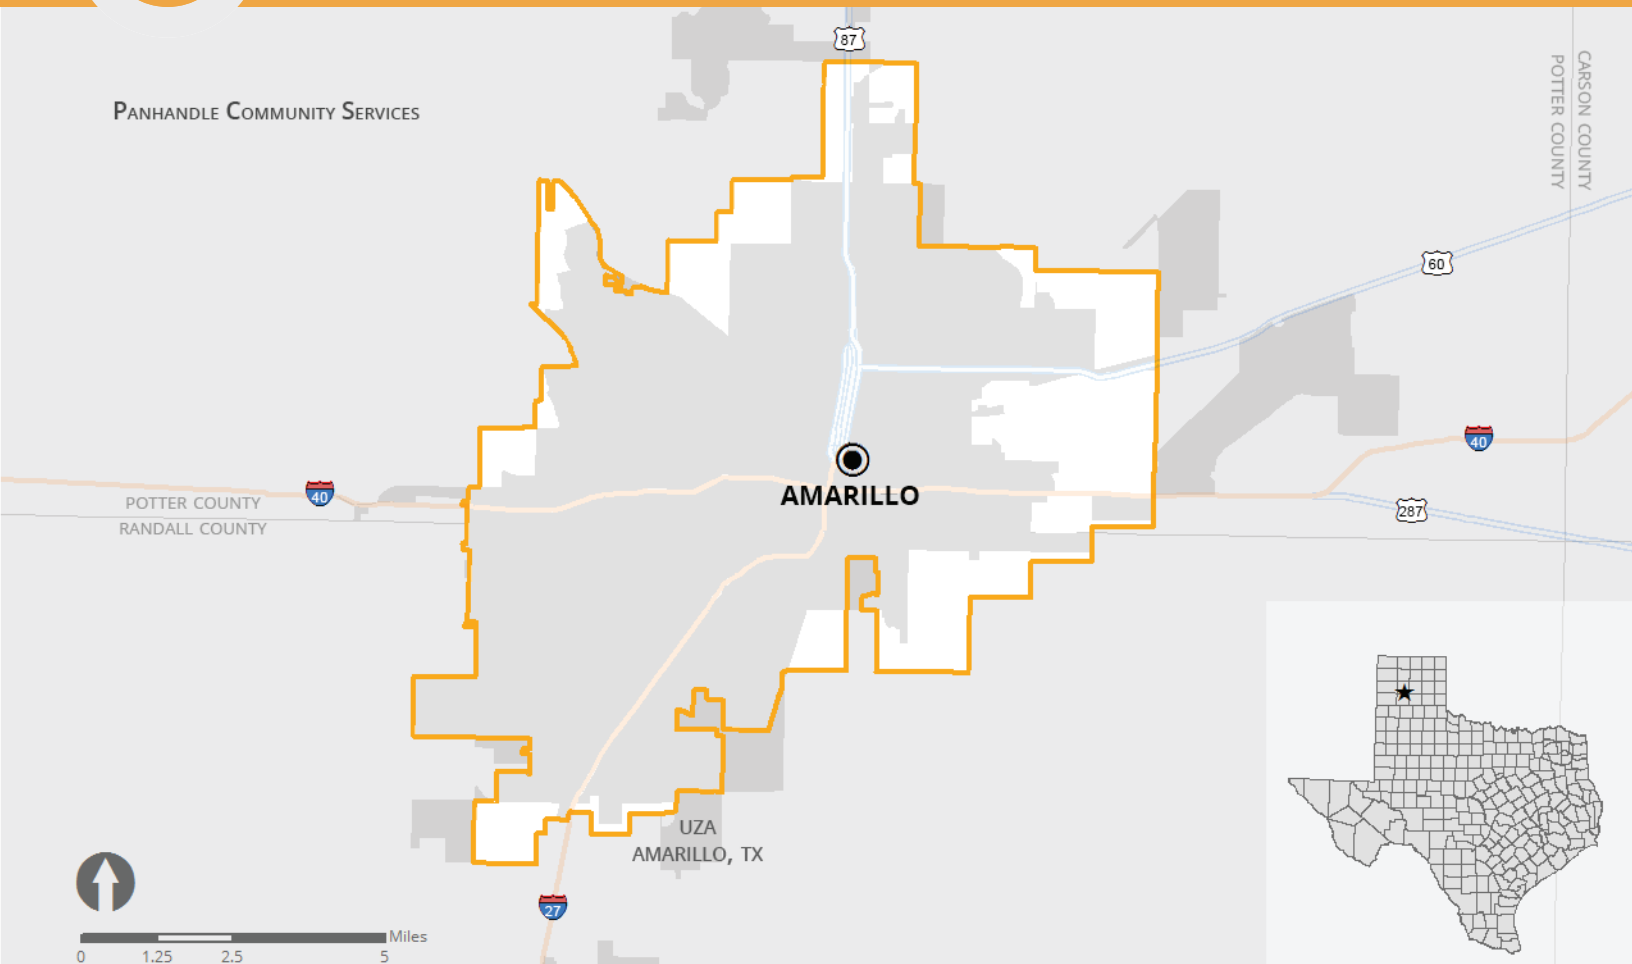 87
CARSON COUNTY
POTTER COUNTY
PANHANDLE COMMUNITY SERVICES
60
40
40
AMARILLO
POTTER COUNTY
RANDALL COUNTY
287
UZA
AMARILLO, TX
27
Miles
0 1.25 2.5 5